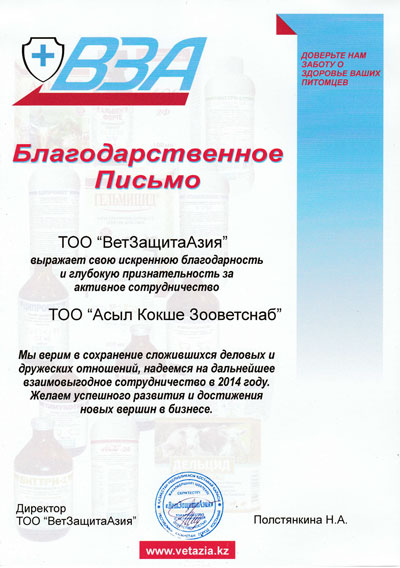 ВЗА
ДОВЕРЬТЕ НАМ
ЗАБОТУ О
ЗДОРОВЬЕ ВАШИХ
ПИТОМЦЕВ
Благодарственное
Письмо
ТОО “ВетЗащитаАзия”
выражает свою искреннюю благодарность
и глубокую признательность за
активное сотрудничество
ТОО “Асыл Кокше Зооветснаб”
Мы верим в сохранение сложившихся деловых и
дружеских отношений, надеемся на дальнейшее
взаимовыгодное сотрудничество в 2014 году.
Желаем успешного развития и достижения
новых вершин в бизнесе.
Директор
ТОО “ВетЗащитаАзия”
«ВетЗащитаАзия»
Полстянкина Н.А.
www.vetazia.kz